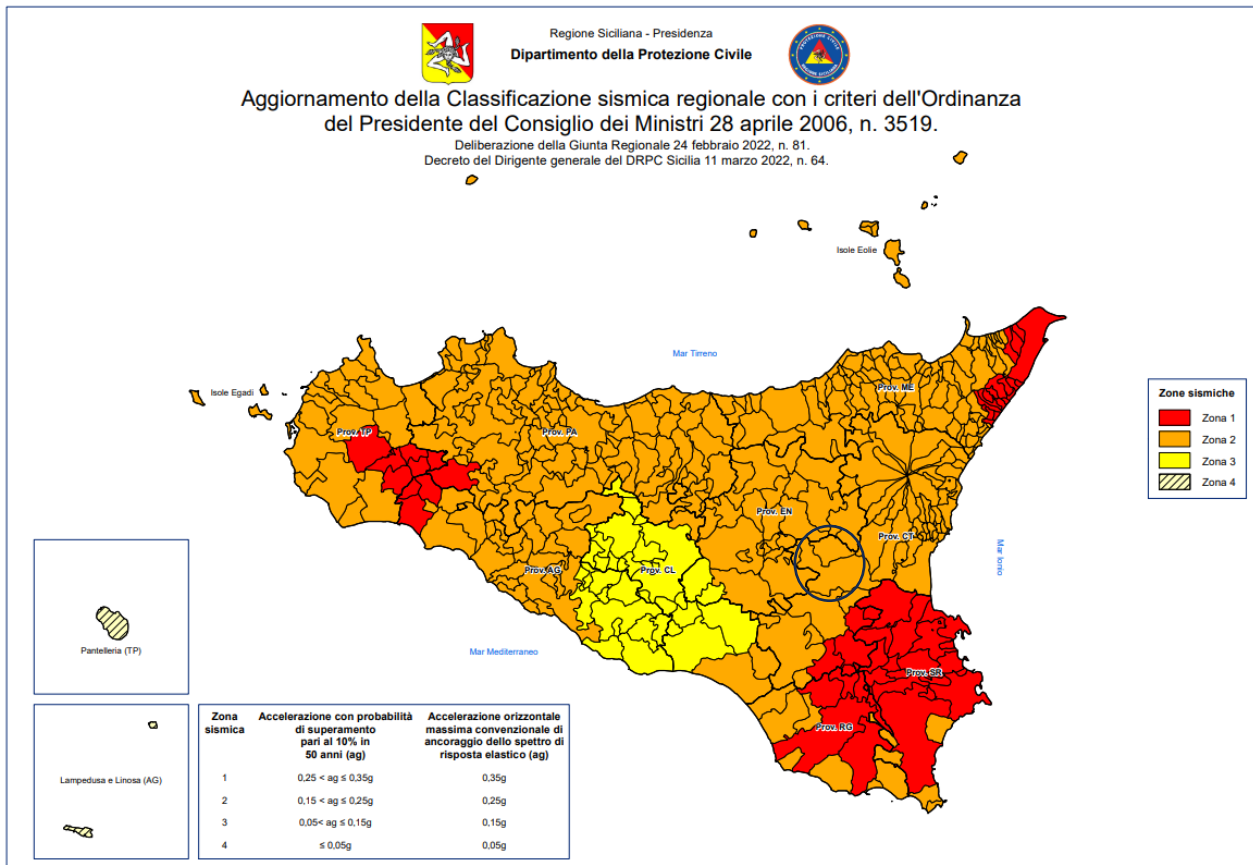 Regione Siciliana - Presidenza
Dipartimento della Protezione Civile
Aggiornamento della Classificazione sismica regionale con i criteri dell'Ordinanza
del Presidente del Consiglio dei Ministri 28 aprile 2006, n. 3519.
Deliberazione della Giunta Regionale 24 febbraio 2022, n. 81.
Decreto del Dirigente generale del DRPC Sicilia 11 marzo 2022, n. 64.
Isole Eolie
Mar Tirreno
Isole Egadi
Prov. ME
Prov. TP
Prov. PA
Prov. EN
Prov. CT
Mar Ionio
Prov. AG
Prov. CL
Mar Mediterraneo
Prov. SR
Prov. RG
Zone sismiche
Zona 1
Zona 2
Zona 3
Zona 4
Pantelleria (TP)
Lampedusa e Linosa (AG)
Zona sismica
Accelerazione con probabilità di superamento pari al 10% in 50 anni (ag)
Accelerazione orizzontale massima convenzionale di ancoraggio dello spettro di risposta elastico (ag)
1 0,25 < ag ≤ 0,35g 0,35g
2 0,15 < ag ≤ 0,25g 0,25g
3 0,05< ag ≤ 0,15g 0,15g
4 ≤ 0,05g 0,05g